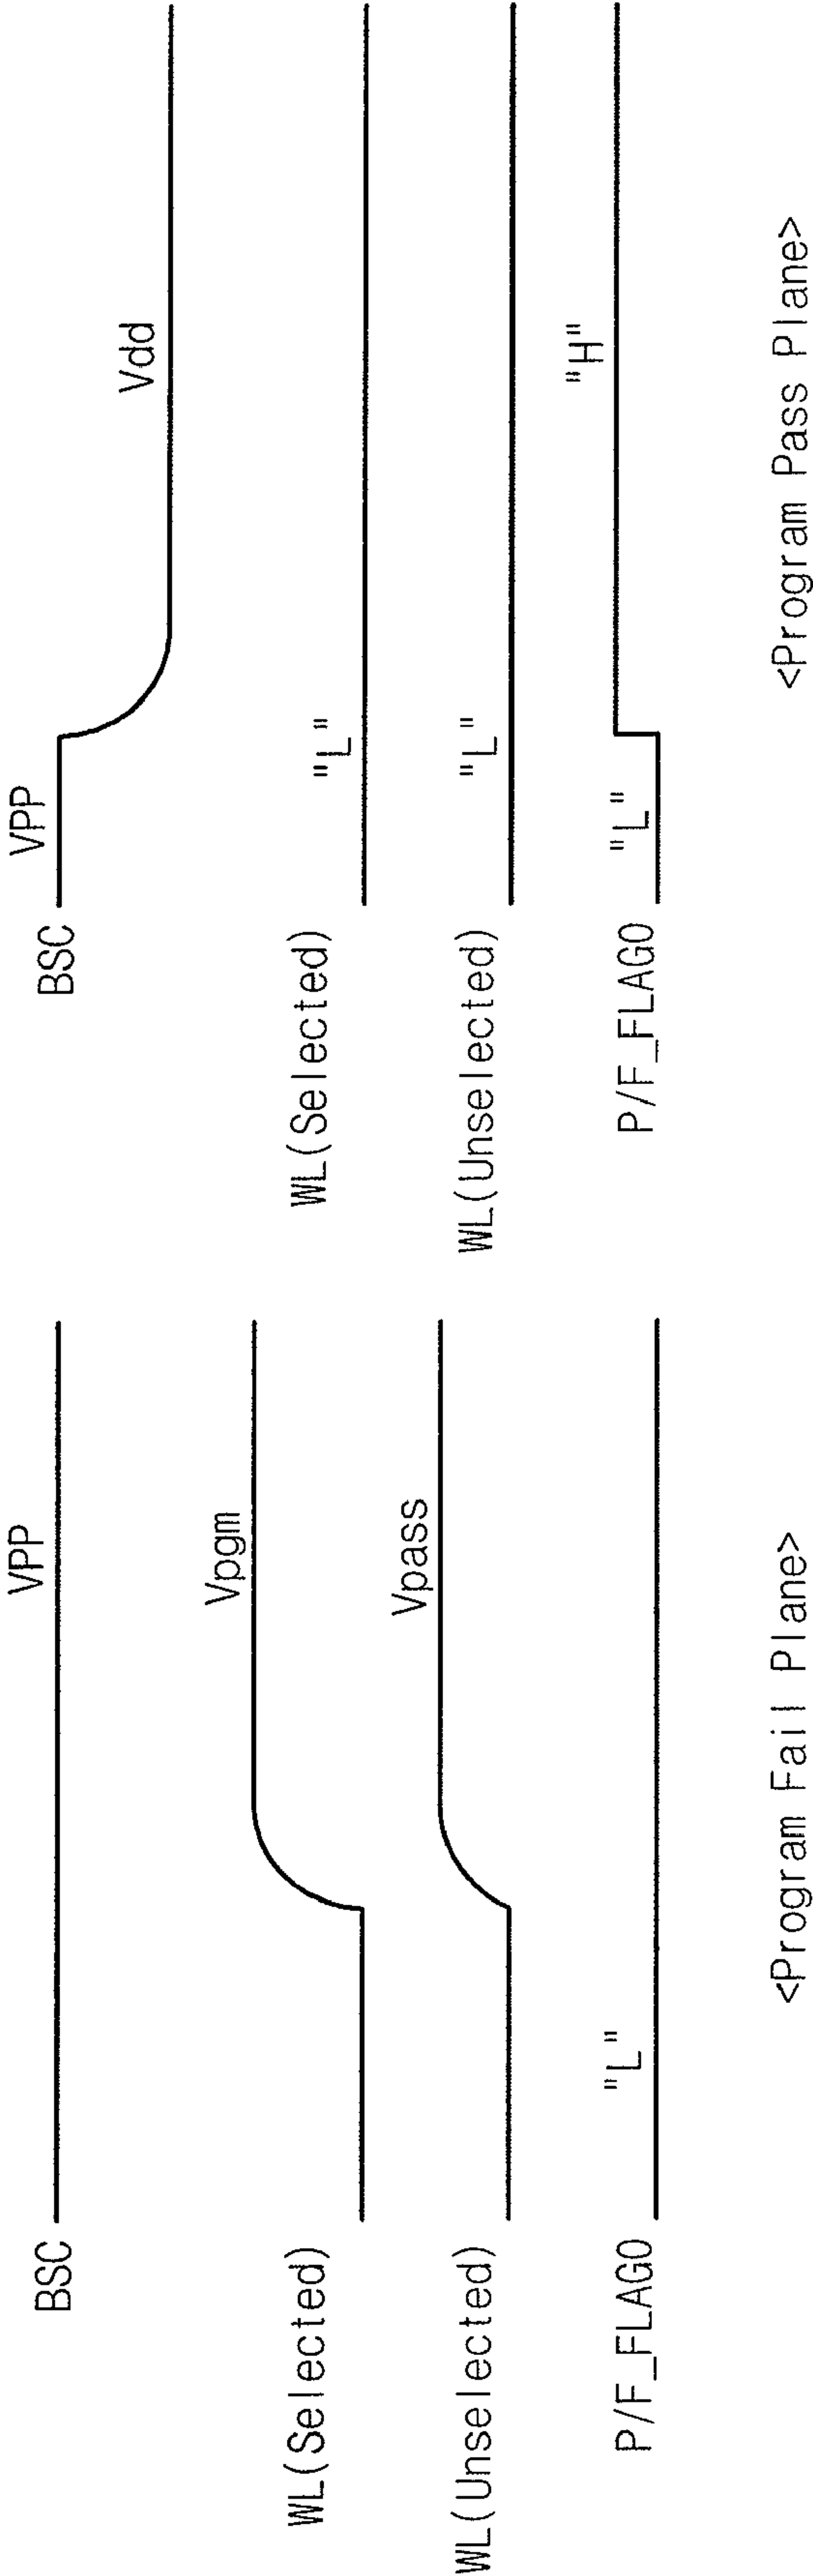 BSC
VPP
WL(Selected)
Vpgm
WL(Unselected)
Vpass
P/F_FLAG0
"L"
<Program Fail Plane>
BSC
VPP
Vdd
WL(Selected)
"L"
WL(Unselected)
"L"
P/F_FLAG0
"L"
"H"
<Program Pass Plane>